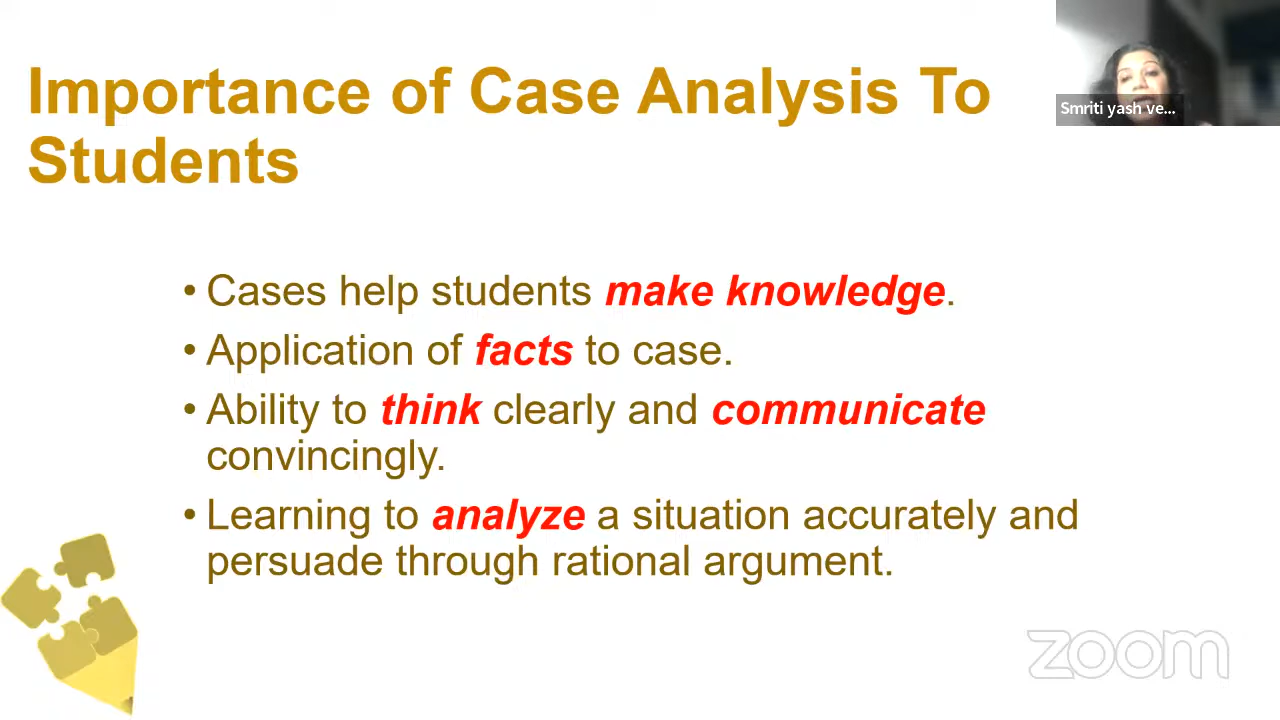 Importance of Case Analysis To
Students
Smriti yash ve...
• Cases help students make knowledge.
• Application of facts to case.
• Ability to think clearly and communicate
convincingly.
• Learning to analyze a situation accurately and
persuade through rational argument.
zoom